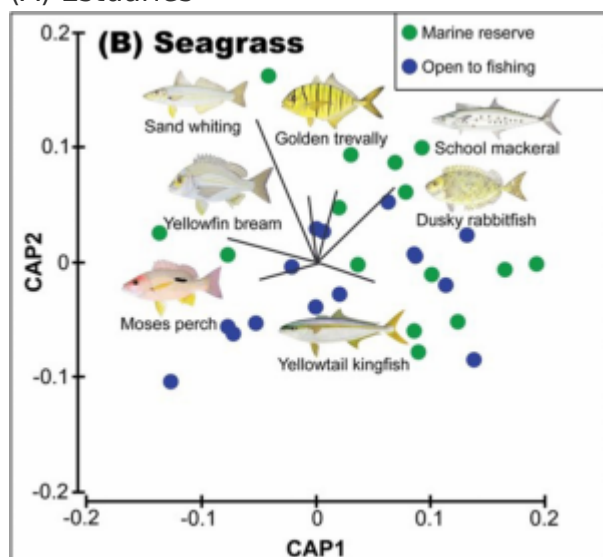 (B) Seagrass
Marine reserve
Open to fishing
Sand whiting
Golden trevally
School mackeral
Yellowfin bream
Dusky rabbitfish
Moses perch
Yellowtail kingfish
CAP2
0.2
0.1
0
-0.1
-0.2
-0.2
-0.1
0
0.1
0.2
CAP1